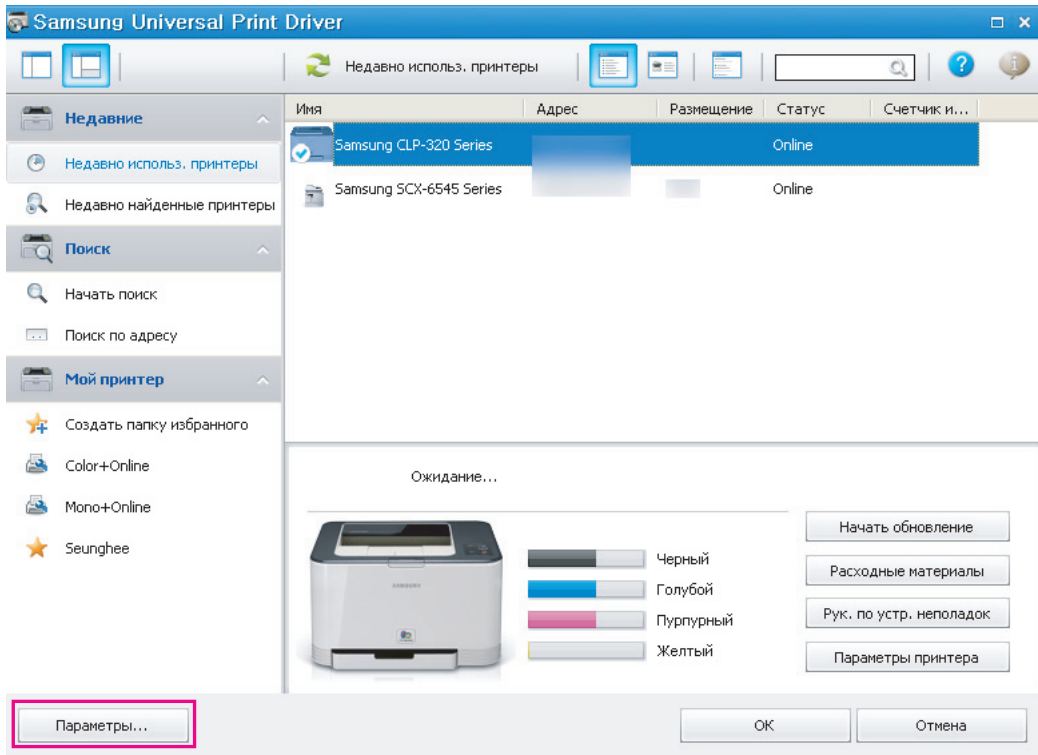 Samsung Universal Print Driver
Недавно использ. принтеры
Недавние
Недавно использ. принтеры
Недавно найденные принтеры
Поиск
Начать поиск
Поиск по адресу
Мой принтер
Создать папку избранного
Color+Online
Mono+Online
Seunghee
Имя Адрес Размещение Статус Счетчик и...
Samsung CLP-320 Series Online
Samsung SCX-6545 Series Online
Ожидание...
SAMSUNG
Черный
Голубой
Пурпурный
Желтый
Начать обновление
Расходные материалы
Рук. по устр. неполадок
Параметры принтера
Параметры...
OK
Отмена